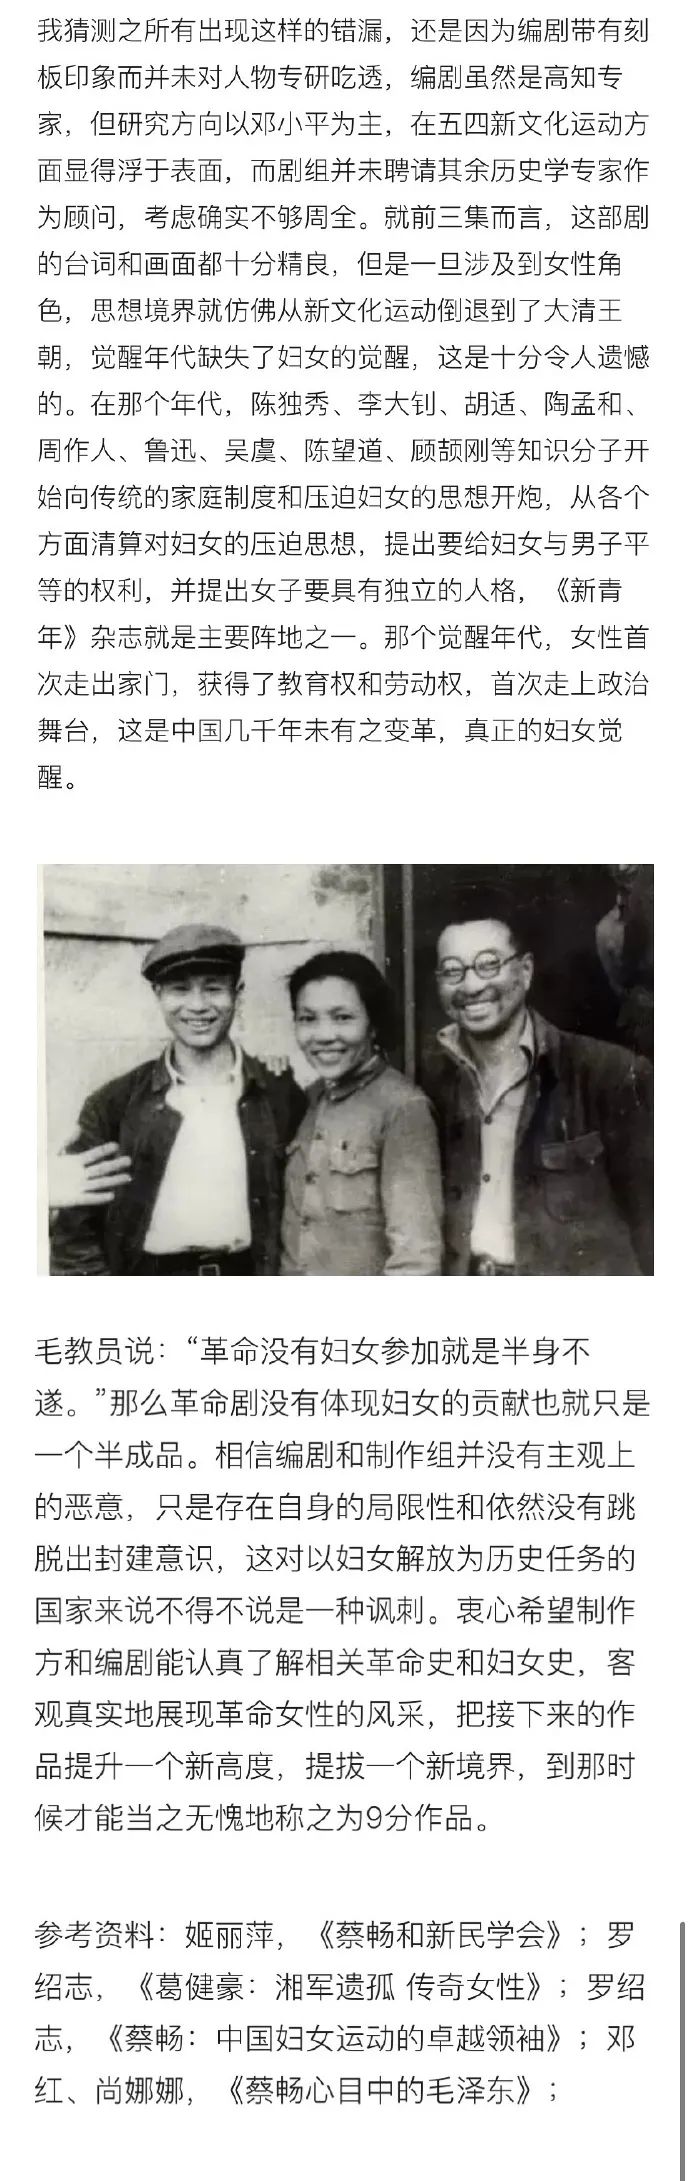 我猜测之所有出现这样的错漏，还是因为编剧带有刻
板印象而并未对人物专研吃透，编剧虽然是高知专
家，但研究方向以邓小平为主，在五四新文化运动方
面显得浮于表面，而剧组并未聘请其余历史学专家作
为顾问，考虑确实不够周全。就前三集而言，这部剧
的台词和画面都十分精良，但是一旦涉及到女性角
色，思想境界就仿佛从新文化运动倒退到了大清王
朝，觉醒年代缺失了妇女的觉醒，这是十分令人遗憾
的。在那个年代，陈独秀、李大钊、胡适、陶孟和、
周作人、鲁迅、吴虞、陈望道、顾颉刚等知识分子开
始向传统的家庭制度和压迫妇女的思想开炮，从各个
方面清算对妇女的压迫思想，提出要给妇女与男子平
等的权利，并提出女子要具有独立的人格，《新青
年》杂志就是主要阵地之一。那个觉醒年代，女性首
次走出家门，获得了教育权和劳动权，首次走上政治
舞台，这是中国几千年未有之变革，真正的妇女觉
醒。
毛教员说：“革命没有妇女参加就是半身不
遂。”那么革命剧没有体现妇女的贡献也就只是
一个半成品。相信编剧和制作组并没有主观上
的恶意，只是存在自身的局限性和依然没有跳
脱出封建意识，这对以妇女解放为历史任务的
国家来说不得不说是一种讽刺。衷心希望制作
方和编剧能认真了解相关革命史和妇女史，客
观真实地展现革命女性的风采，把接下来的作
品提升一个新高度，提拔一个新境界，到那时
候才能当之无愧地称之为9分作品。
参考资料：姬丽萍，《蔡畅和新民学会》；罗
绍志，《葛健豪：湘军遗孤 传奇女性》；罗绍
志，《蔡畅：中国妇女运动的卓越领袖》；邓
红、尚娜娜，《蔡畅心目中的毛泽东》；